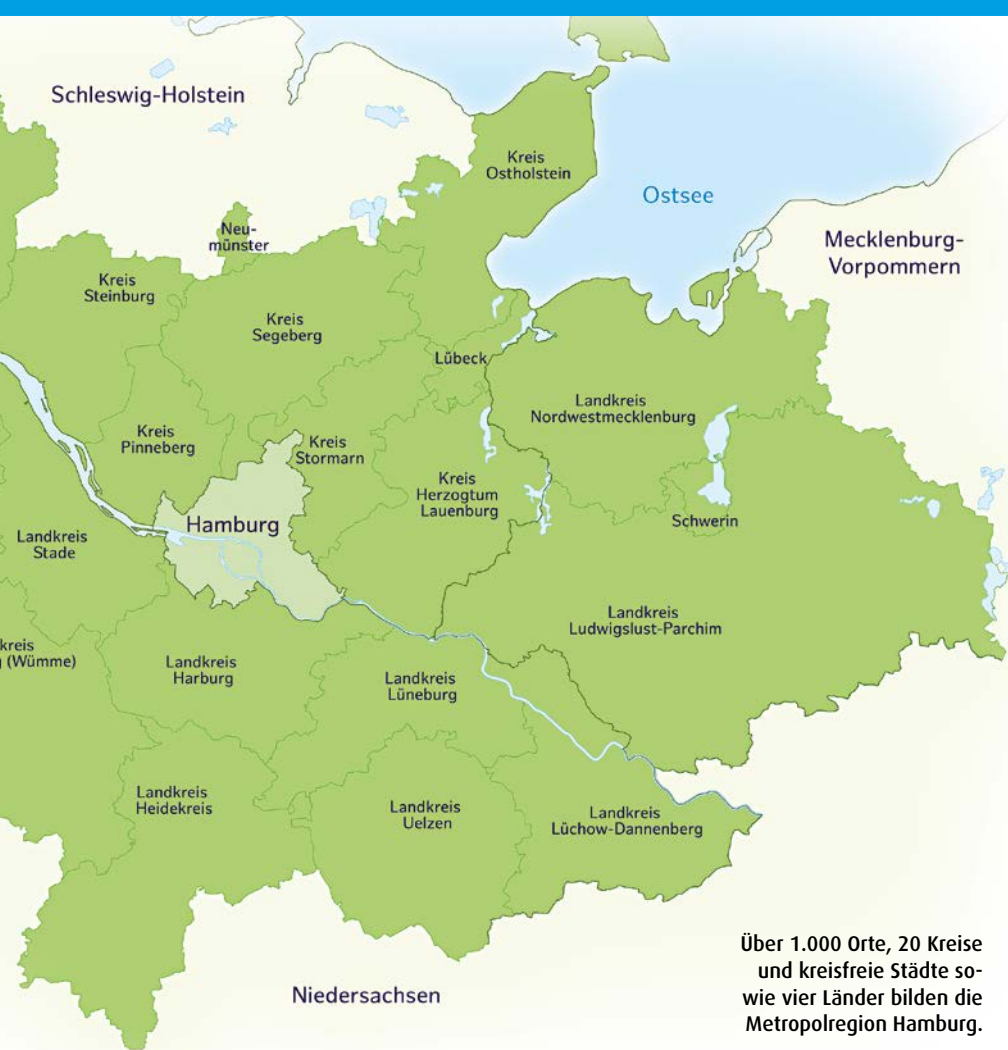 Schleswig-Holstein
Kreis
Ostholstein
Ostsee
Neu-
münster
Mecklenburg-
Vorpommern
Kreis
Steinburg
Kreis
Segeberg
Lübeck
Landkreis
Nordwestmecklenburg
Kreis
Pinneberg
Kreis
Stormarn
Kreis
Herzogtum
Lauenburg
Hamburg
Schwerin
Landkreis
Stade
Landkreis
Ludwigslust-Parchim
kreis
(Wümme)
Landkreis
Harburg
Landkreis
Lüneburg
Landkreis
Heidekreis
Landkreis
Uelzen
Landkreis
Lüchow-Dannenberg
Niedersachsen
Über 1.000 Orte, 20 Kreise
und kreisfreie Städte so-
wie vier Länder bilden die
Metropolregion Hamburg.